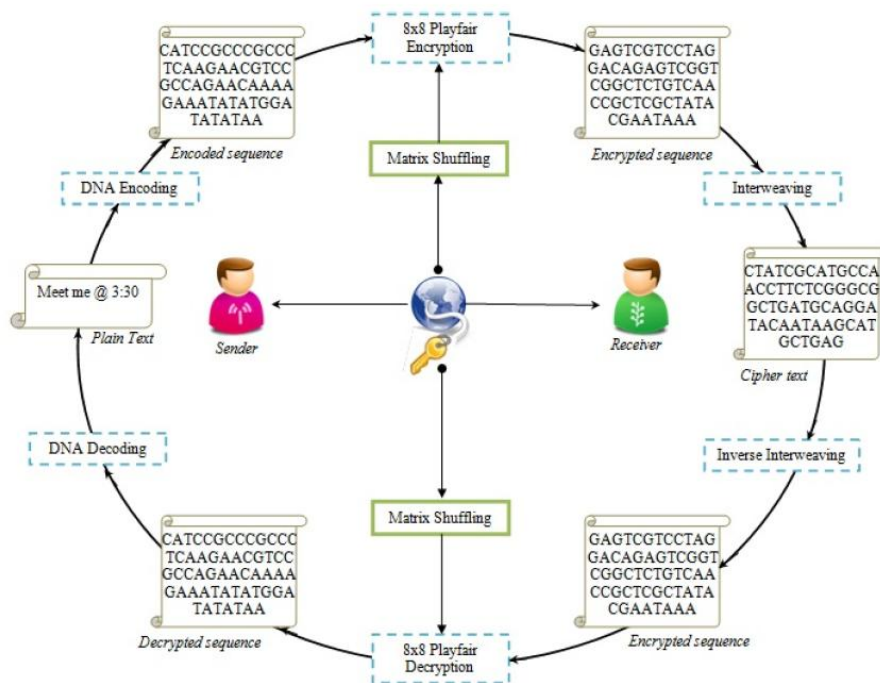 CATCCGCCCGCCC
TCAAGAACGTCC
GCCAGAACAAAA
GAAATATATGGA
TATATAA
Encoded sequence
8x8 Playfair
Encryption
GAGTCGTCCTAG
GACAGAGTCGGT
CGGCTCTGTCAA
CCGCTCGCTATA
CGAATAAA
Encrypted sequence
Matrix Shuffling
DNA Encoding
Interweaving
Meet me @ 3:30
Plain Text
Sender
Receiver
CTATCGCATGCCA
ACCTTCTCGGGCG
GCTGATGCAGGA
TACAATAAGCAT
GCTGAG
Cipher text
DNA Decoding
Inverse Interweaving
Matrix Shuffling
CATCCGCCCGCCC
TCAAGAACGTCC
GCCAGAACAAAA
GAAATATATGGA
TATATAA
Decrypted sequence
8x8 Playfair
Decryption
GAGTCGTCCTAG
GACAGAGTCGGT
CGGCTCTGTCAA
CCGCTCGCTATA
CGAATAAA
Encrypted sequence